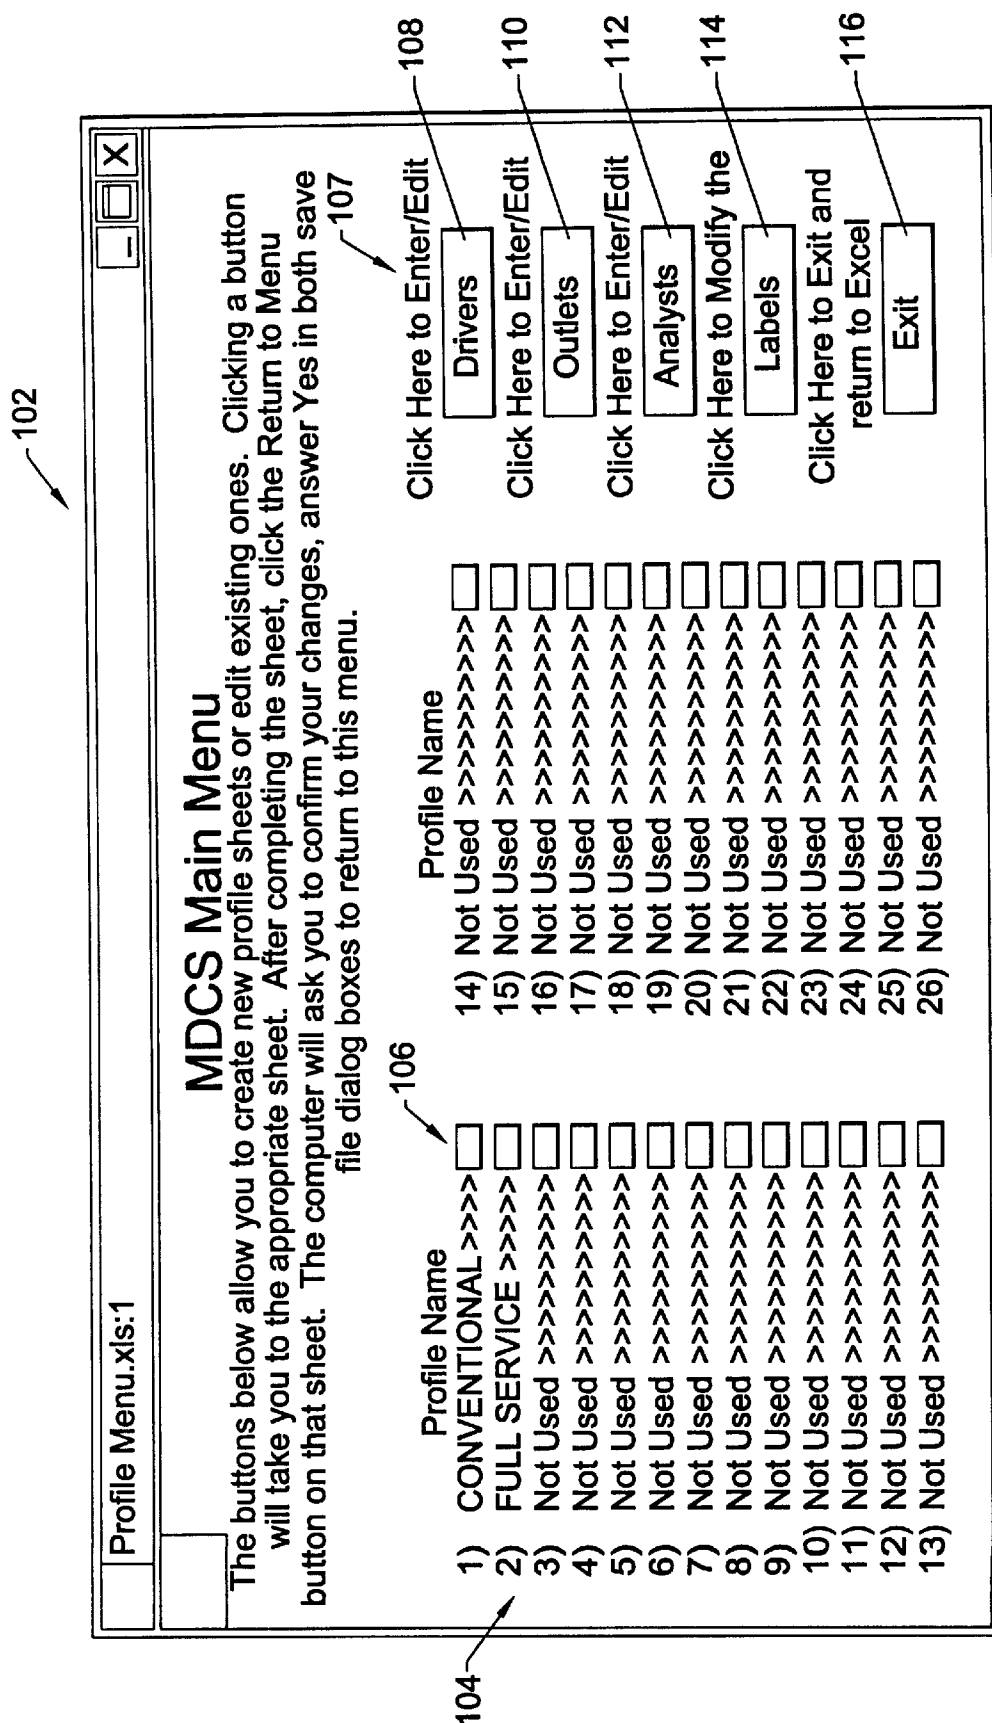 102
Profile Menu.xls:1
_ X
MDCS Main Menu
The buttons below allow you to create new profile sheets or edit existing ones. Clicking a button
will take you to the appropriate sheet. After completing the sheet, click the Return to Menu
button on that sheet. The computer will ask you to confirm your changes, answer Yes in both save
file dialog boxes to return to this menu.
104
Profile Name
1) CONVENTIONAL >>>>
2) FULL SERVICE >>>>>
3) Not Used >>>>>>>>>>
4) Not Used >>>>>>>>>>
5) Not Used >>>>>>>>>>
6) Not Used >>>>>>>>>>
7) Not Used >>>>>>>>>>
8) Not Used >>>>>>>>>>
9) Not Used >>>>>>>>>>
10) Not Used >>>>>>>>>>
11) Not Used >>>>>>>>>>
12) Not Used >>>>>>>>>>
13) Not Used >>>>>>>>>>
106
Profile Name
14) Not Used >>>>>>>>>>
15) Not Used >>>>>>>>>>
16) Not Used >>>>>>>>>>
17) Not Used >>>>>>>>>>
18) Not Used >>>>>>>>>>
19) Not Used >>>>>>>>>>
20) Not Used >>>>>>>>>>
21) Not Used >>>>>>>>>>
22) Not Used >>>>>>>>>>
23) Not Used >>>>>>>>>>
24) Not Used >>>>>>>>>>
25) Not Used >>>>>>>>>>
26) Not Used >>>>>>>>>>
107
Click Here to Enter/Edit
Drivers
108
Click Here to Enter/Edit
Outlets
110
Click Here to Enter/Edit
Analysts
112
Click Here to Modify the
Labels
114
Click Here to Exit and
return to Excel
Exit
116